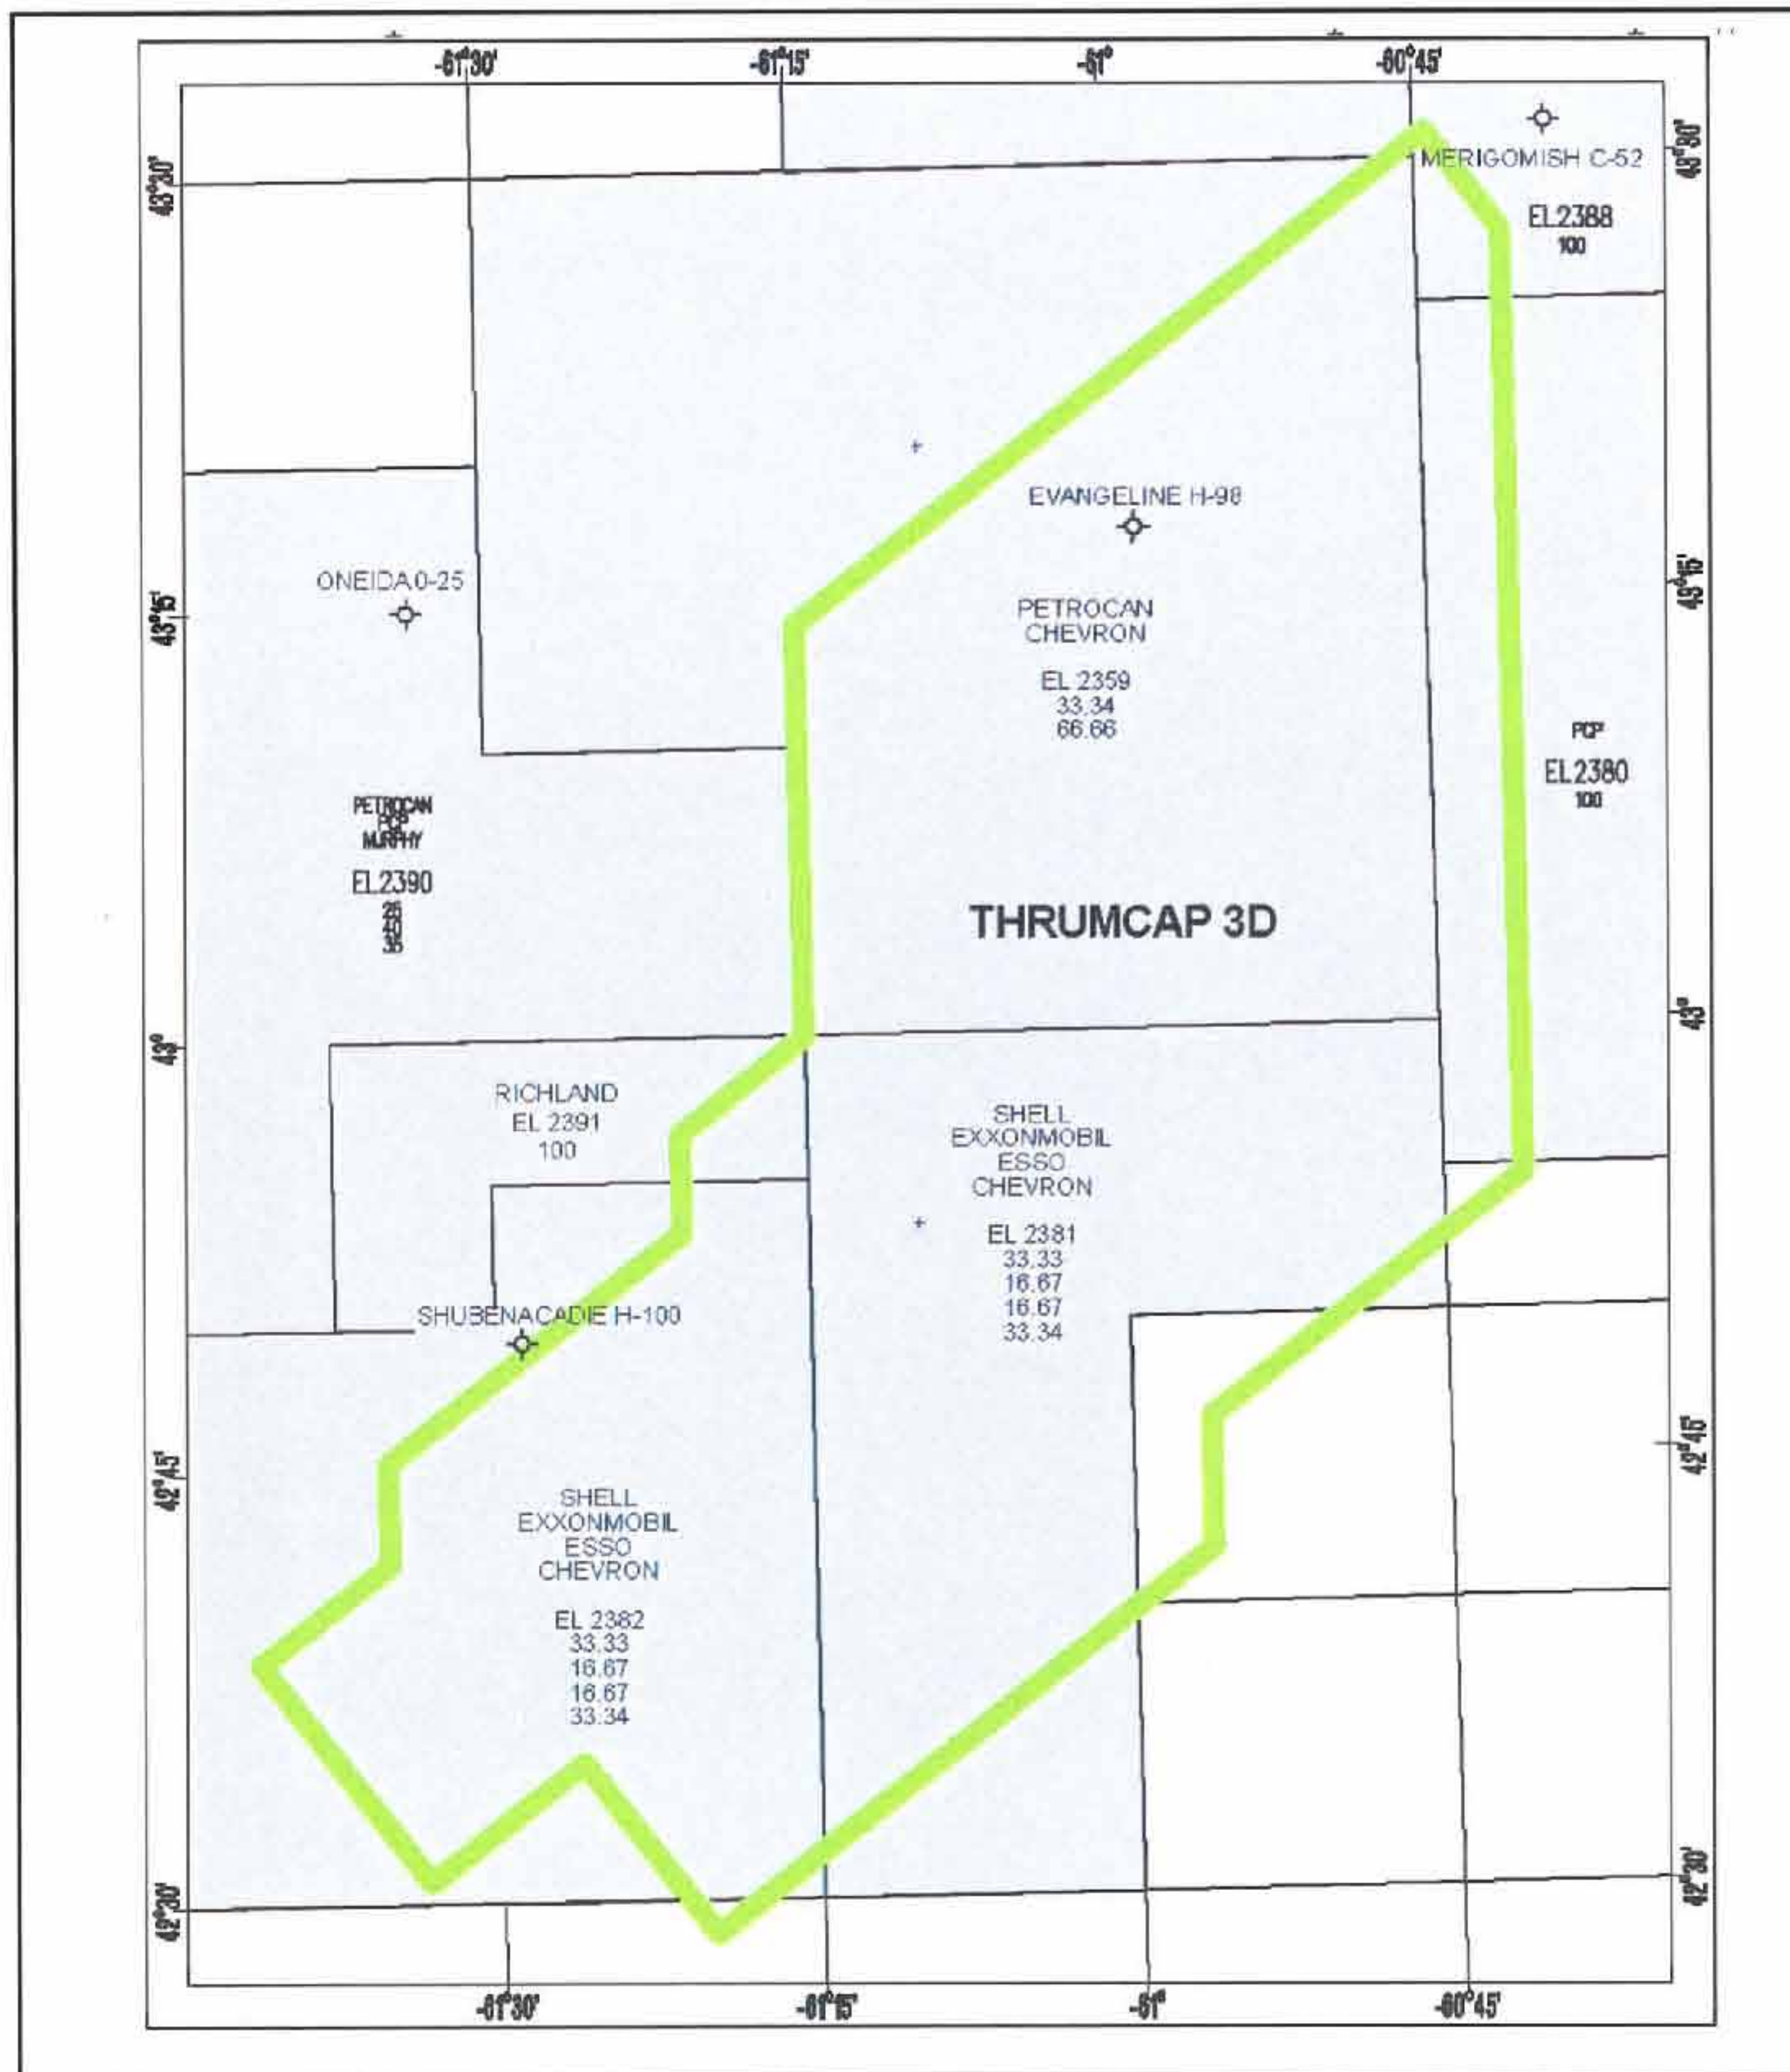 -61°30'
-61°15'
-61°
-60°45'
43°30'
43°30'
MERIGOMISH C-52
EL2388
100
EVANGELINE H-98
ONEIDA O-25
43°15'
43°15'
PETROCAN
CHEVRON
EL 2359
33.34
66.66
PCP
EL2380
100
PETROCAN
PCP
MURPHY
EL2390
25
40
35
THRUMCAP 3D
43°
43°
RICHLAND
EL 2391
100
SHELL
EXXONMOBIL
ESSO
CHEVRON
EL 2381
33.33
16.67
16.67
33.34
SHUBENACADIE H-100
42°45'
42°45'
SHELL
EXXONMOBIL
ESSO
CHEVRON
EL 2382
33.33
16.67
16.67
33.34
42°30'
42°30'
-61°30'
-61°15'
-61°
-60°45'